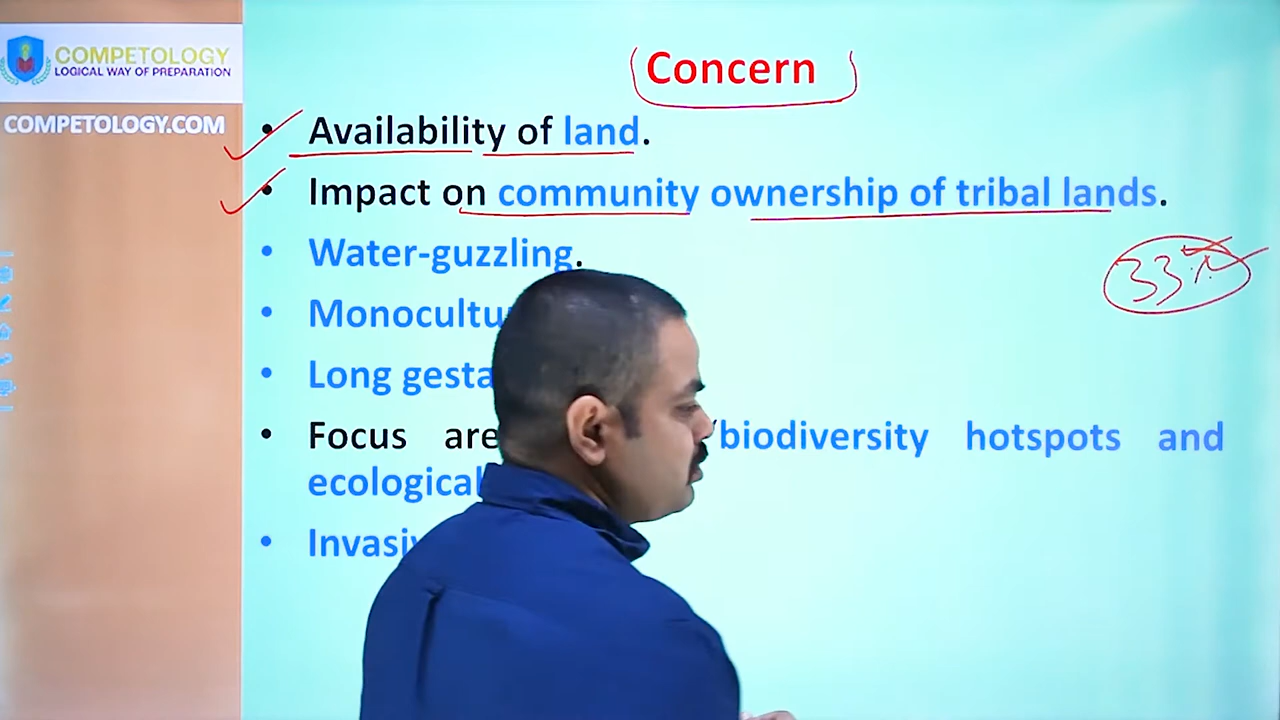 COMPETOLOGY
LOGICAL WAY OF PREPARATION
COMPETOLOGY.COM
Concern
• Availability of land.
• Impact on community ownership of tribal lands.
• Water-guzzling.
• Monocultu
• Long gesta
• Focus are /biodiversity hotspots and
ecological
• Invasiv
33%